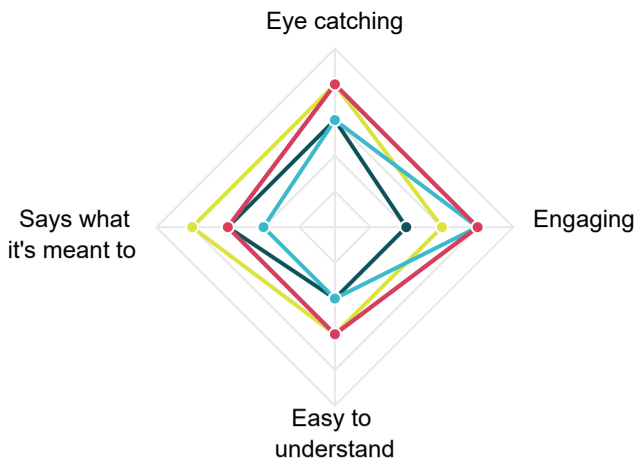 Eye catching
Says what
it's meant to
Engaging
Easy to
understand